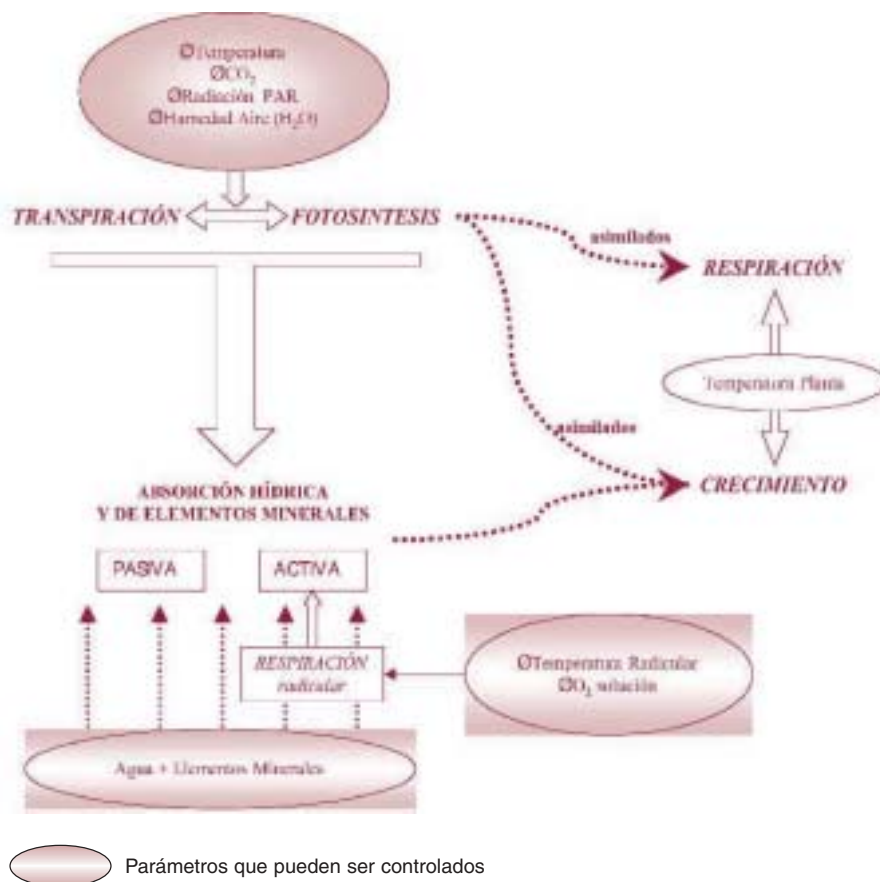 ØTemperatura
ØCO2
ØRadiación PAR
ØHumedad Aire (H2O)
TRANSPIRACIÓN
FOTOSINTESIS
asimilados
RESPIRACIÓN
Temperatura Planta
asimilados
CRECIMIENTO
ABSORCIÓN HÍDRICA
Y DE ELEMENTOS MINERALES
PASIVA
ACTIVA
RESPIRACIÓN
radicular
ØTemperatura Radicular
ØO2 solución
Agua + Elementos Minerales
Parámetros que pueden ser controlados